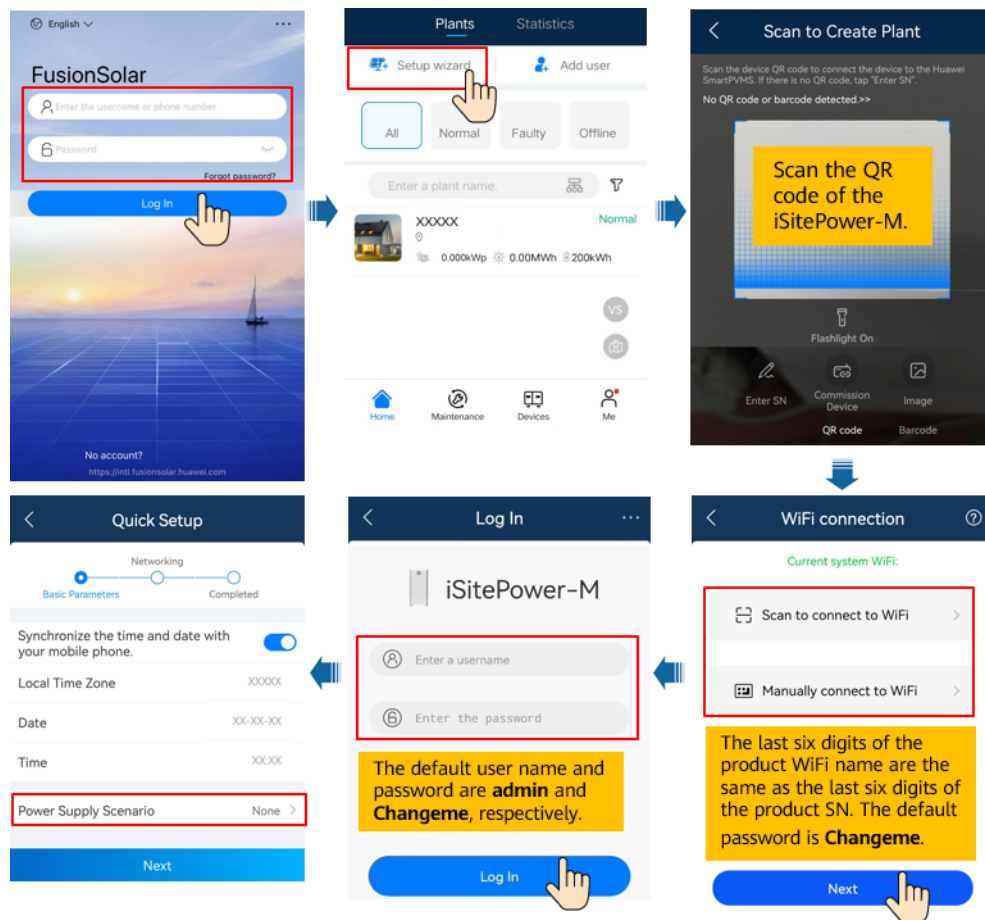 English
FusionSolar
Enter the username or phone number
Password
Forgot password?
Log In
No account?
https://intl.fusionsolar.huawei.com
Plants Statistics
Setup wizard Add user
All Normal Faulty Offline
Enter a plant name.
XXXXX Normal
0.000kWp 0.00MWh 200kWh
VS
Home Maintenance Devices Me
Scan to Create Plant
Scan the device QR code to connect the device to the Huawei
SmartPVMS. If there is no QR code, tap "Enter SN".
No QR code or barcode detected.>>
Scan the QR
code of the
iSitePower-M.
Flashlight On
Enter SN Commission Device Image
QR code Barcode
WiFi connection
Current system WiFi:
Scan to connect to WiFi
Manually connect to WiFi
The last six digits of the
product WiFi name are the
same as the last six digits of
the product SN. The default
password is Changeme.
Next
Log In
iSitePower-M
Enter a username
Enter the password
The default user name and
password are admin and
Changeme, respectively.
Log In
Quick Setup
Networking
Basic Parameters Completed
Synchronize the time and date with
your mobile phone.
Local Time Zone XXXXX
Date XX-XX-XX
Time XX:XX
Power Supply Scenario None
Next